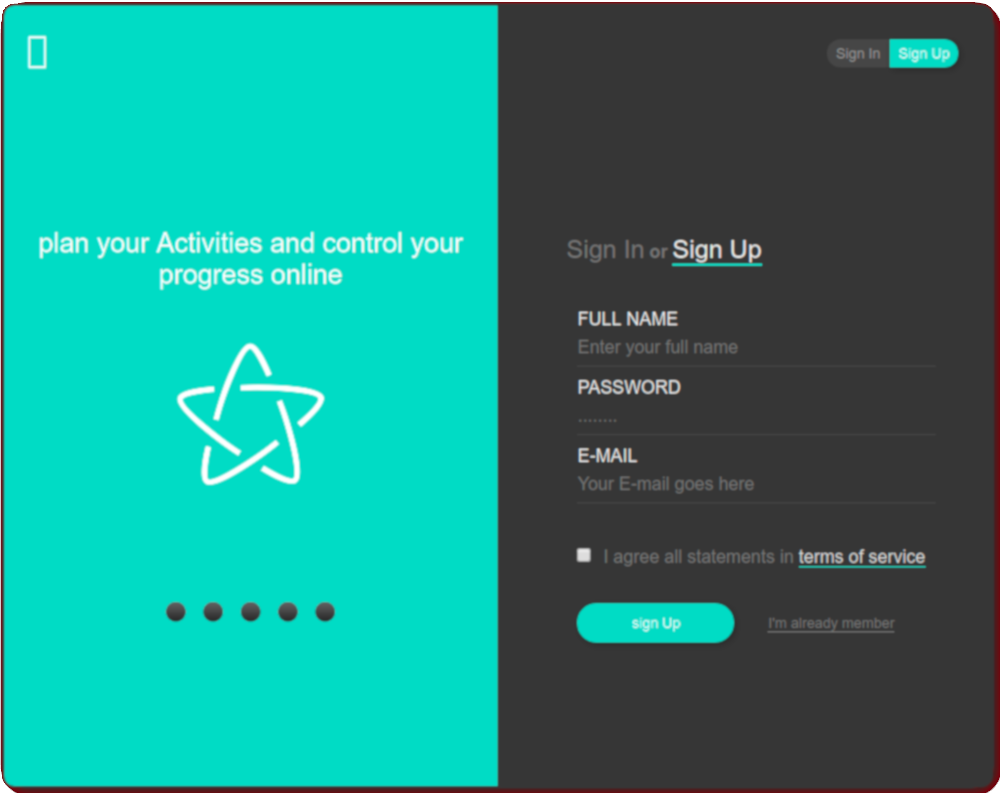 Sign In Sign Up
plan your Activities and control your
progress online
Sign In or Sign Up
FULL NAME
Enter your full name
PASSWORD
........
E-MAIL
Your E-mail goes here
I agree all statements in terms of service
sign Up I'm already member